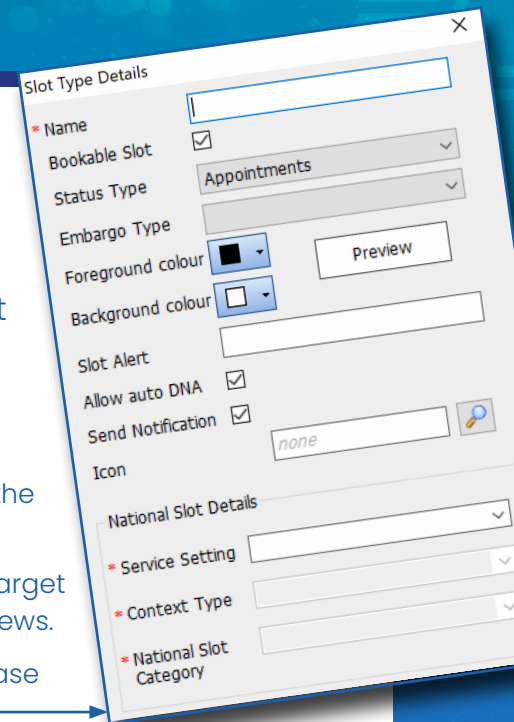 Slot Type Details
* Name
Bookable Slot
Status Type Appointments
Embargo Type
Foreground colour Preview
Background colour
Slot Alert
Allow auto DNA
Send Notification
Icon none
National Slot Details
* Service Setting
* Context Type
* National Slot
Category
t
the
arget
ews.
ase